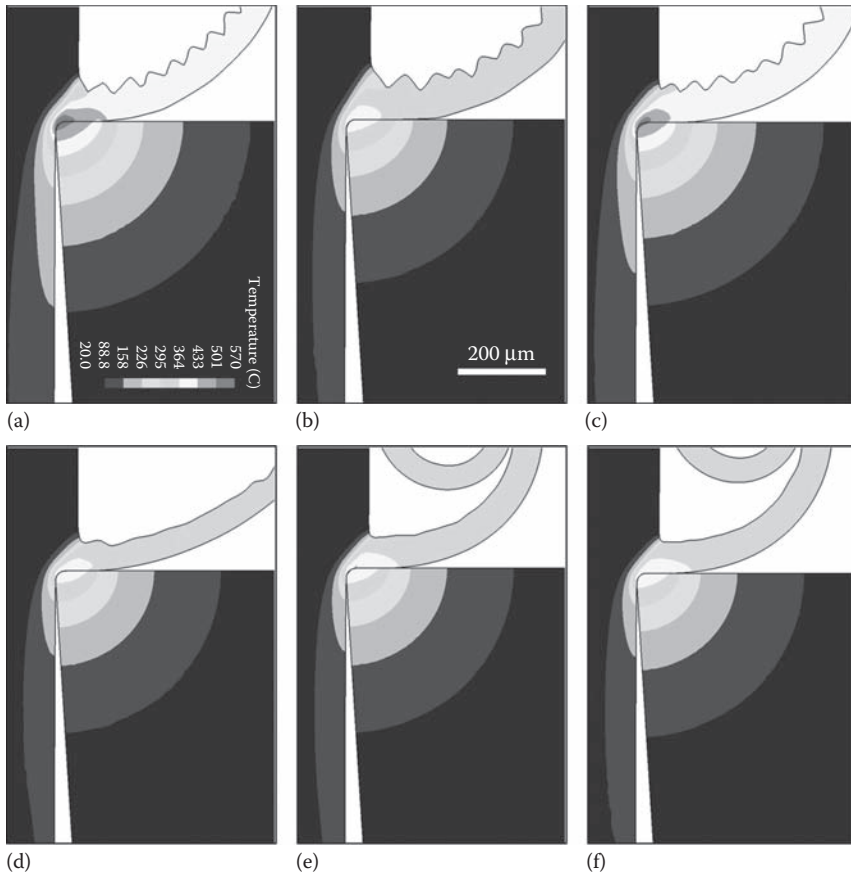 Temperature (C)
570
501
433
364
295
226
158
88.8
20.0
200 μm
(a)
(b)
(c)
(d)
(e)
(f)